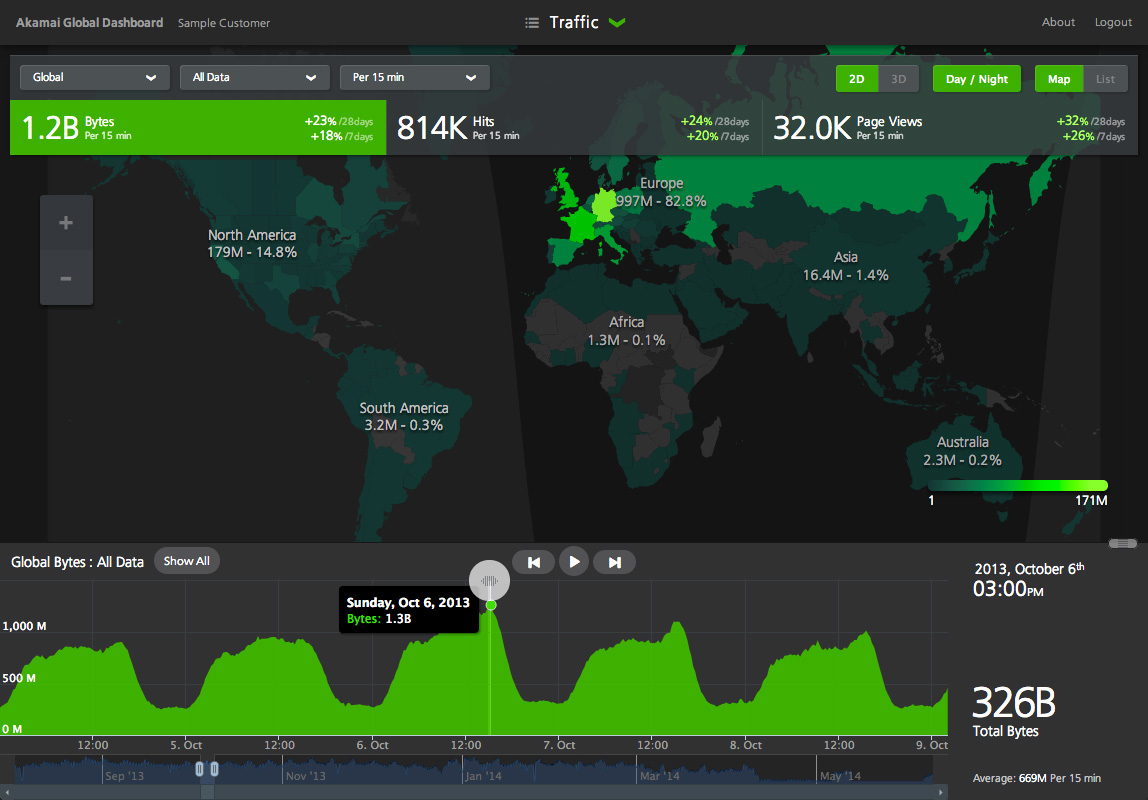 Akamai Global Dashboard Sample Customer Traffic About Logout
Global All Data Per 15 min 2D 3D Day / Night Map List
1.2B Bytes Per 15 min +23% /28days +18% /7days
814K Hits Per 15 min +24% /28days +20% /7days
32.0K Page Views Per 15 min +32% /28days +26% /7days
+
−
Europe
997M - 82.8%
North America
179M - 14.8%
Asia
16.4M - 1.4%
Africa
1.3M - 0.1%
South America
3.2M - 0.3%
Australia
2.3M - 0.2%
1 171M
Global Bytes : All Data Show All
Sunday, Oct 6, 2013
Bytes: 1.3B
1,000 M
500 M
0 M
12:00 5. Oct 12:00 6. Oct 12:00 7. Oct 12:00 8. Oct 12:00 9. Oct
Sep '13 Nov '13 Jan '14 Mar '14 May '14
2013, October 6th
03:00PM
326B
Total Bytes
Average: 669M Per 15 min